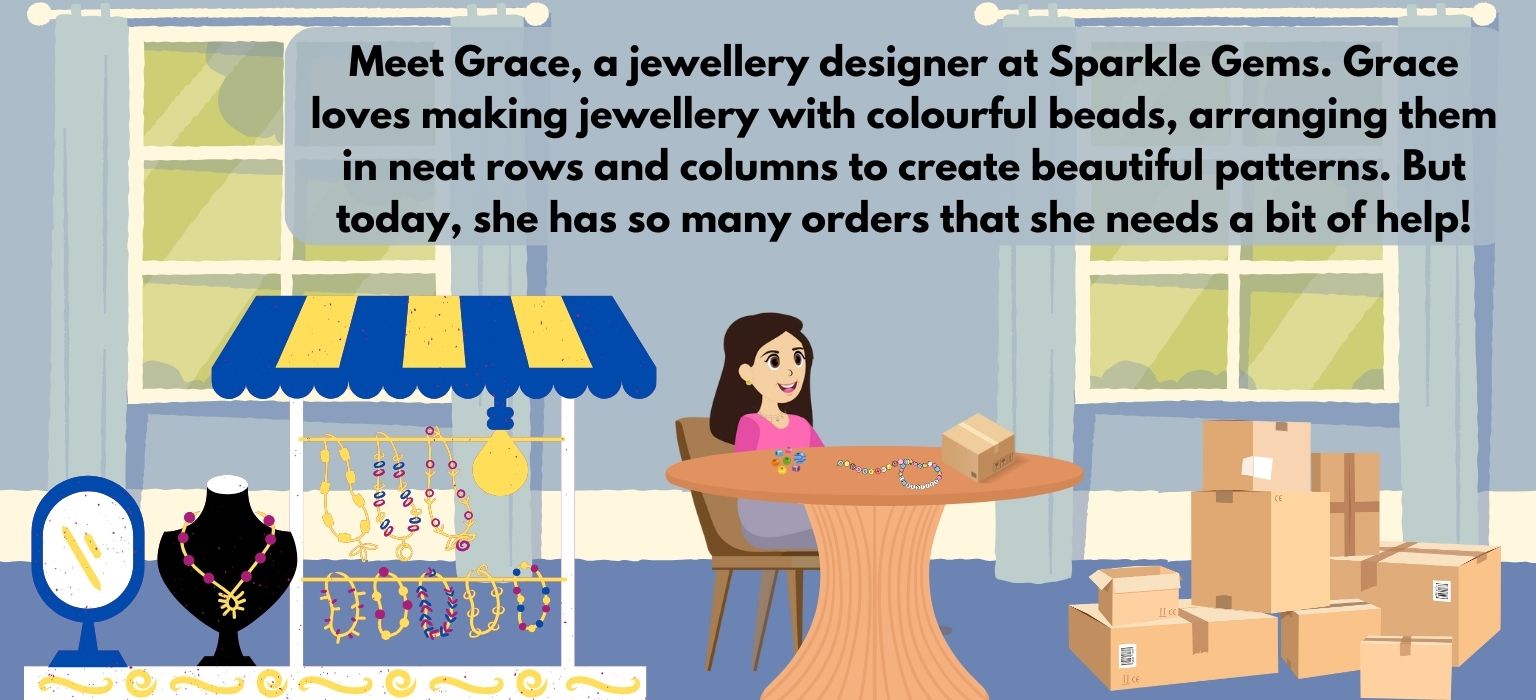 Meet Grace, a jewellery designer at Sparkle Gems. Grace
loves making jewellery with colourful beads, arranging them
in neat rows and columns to create beautiful patterns. But
today, she has so many orders that she needs a bit of help!